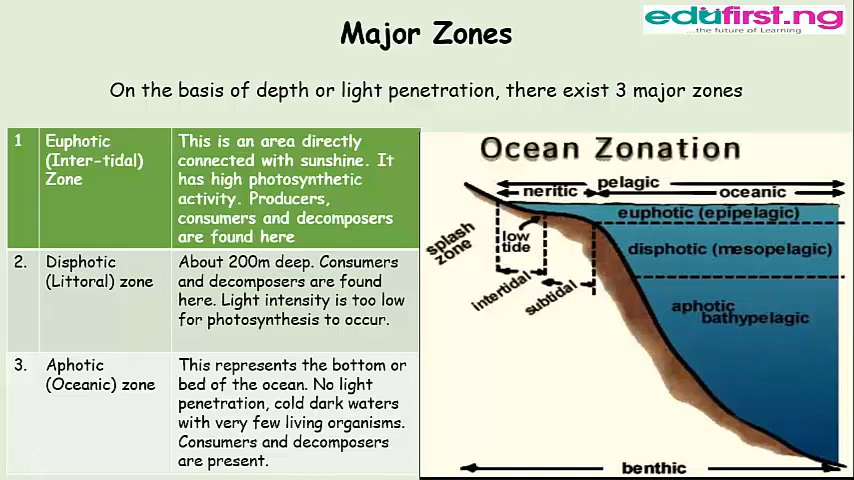 Major Zones
edufirst.ng
...the future of Learning
On the basis of depth or light penetration, there exist 3 major zones
1
Euphotic
(Inter-tidal)
Zone
This is an area directly
connected with sunshine. It
has high photosynthetic
activity. Producers,
consumers and decomposers
are found here
2.
Disphotic
(Littoral) zone
About 200m deep. Consumers
and decomposers are found
here. Light intensity is too low
for photosynthesis to occur.
3.
Aphotic
(Oceanic) zone
This represents the bottom or
bed of the ocean. No light
penetration, cold dark waters
with very few living organisms.
Consumers and decomposers
are present.
Ocean Zonation
pelagic
neritic
oceanic
euphotic (epipelagic)
splash
zone
low
tide
disphotic (mesopelagic)
intertidal
subtidal
aphotic
bathypelagic
benthic